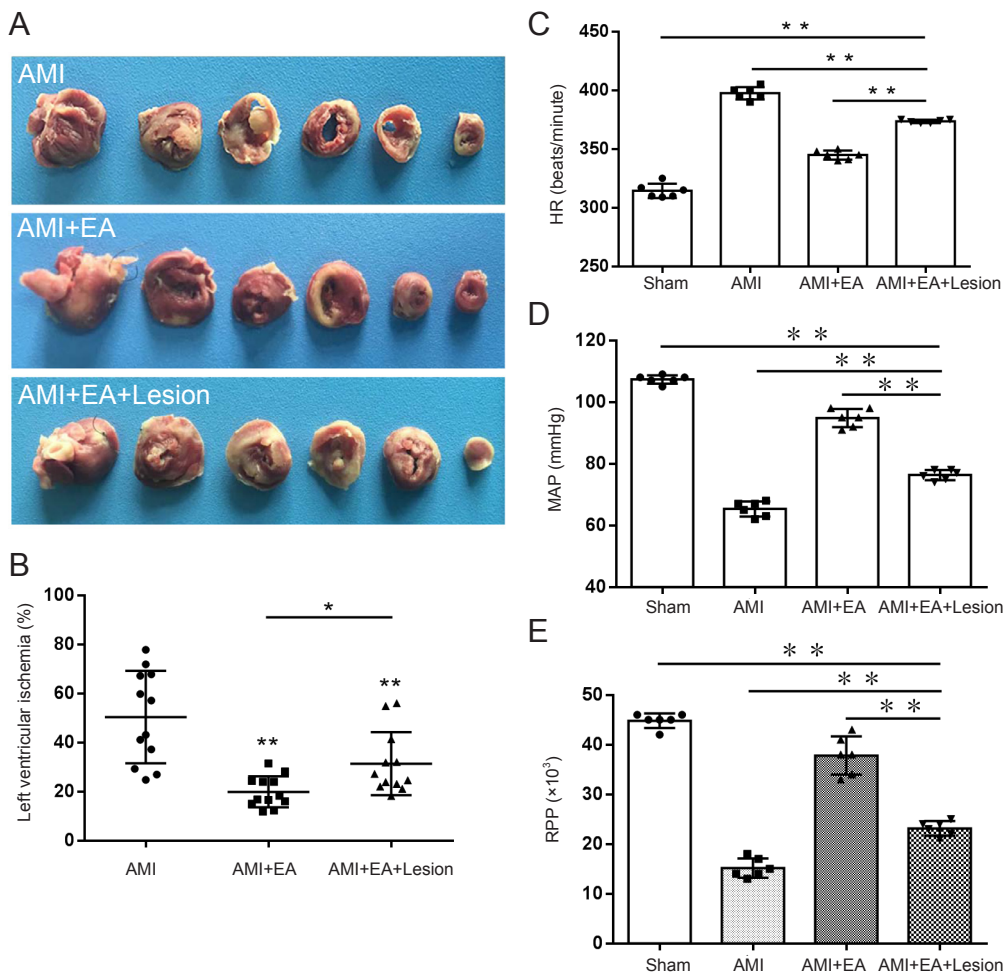 A
AMI
AMI+EA
AMI+EA+Lesion
B
Left ventricular ischemia (%)
100
80
60
40
20
0
*
**
**
AMI
AMI+EA
AMI+EA+Lesion
C
HR (beats/minute)
400
350
300
250
* *
* *
* *
Sham
AMI
AMI+EA
AMI+EA+Lesion
D
MAP (mmHg)
120
100
80
60
40
* *
* *
* *
Sham
AMI
AMI+EA
AMI+EA+Lesion
E
RPP (×10³)
50
40
30
20
10
0
* *
* *
* *
Sham
AMI
AMI+EA
AMI+EA+Lesion